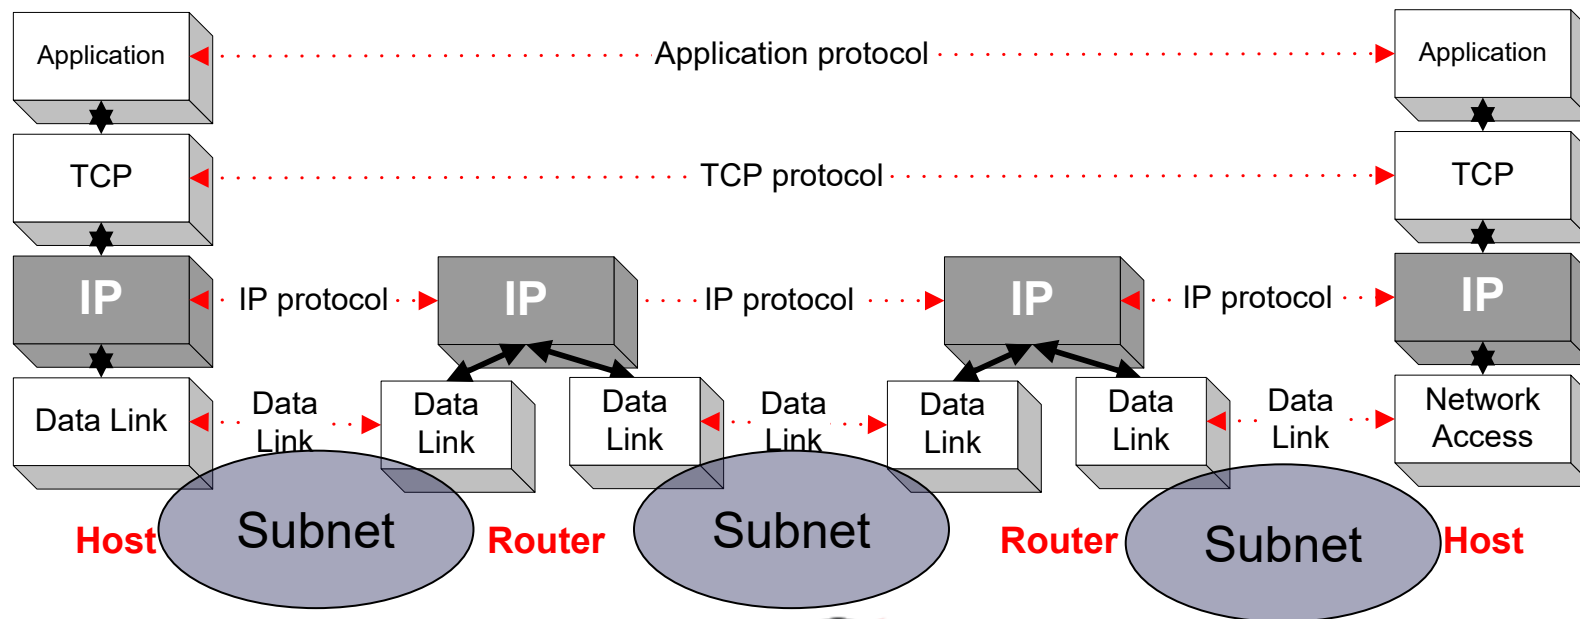 Application
Application protocol
Application
TCP
TCP protocol
TCP
IP
IP protocol
IP
IP protocol
IP
IP protocol
IP
Data Link
Data
Link
Data
Link
Data
Link
Data
Link
Data
Link
Data
Link
Data
Link
Network
Access
Host
Subnet
Router
Subnet
Router
Subnet
Host